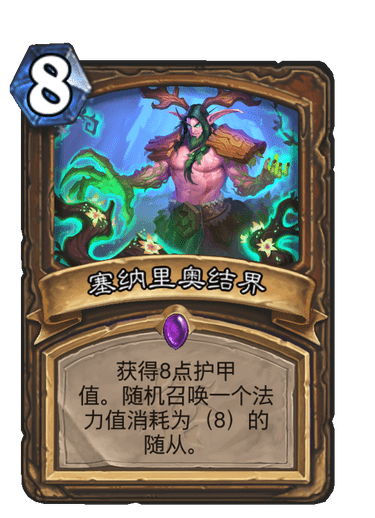 8
塞纳里奥结界
获得8点护甲
值。随机召唤一个法
力值消耗为（8）的
随从。